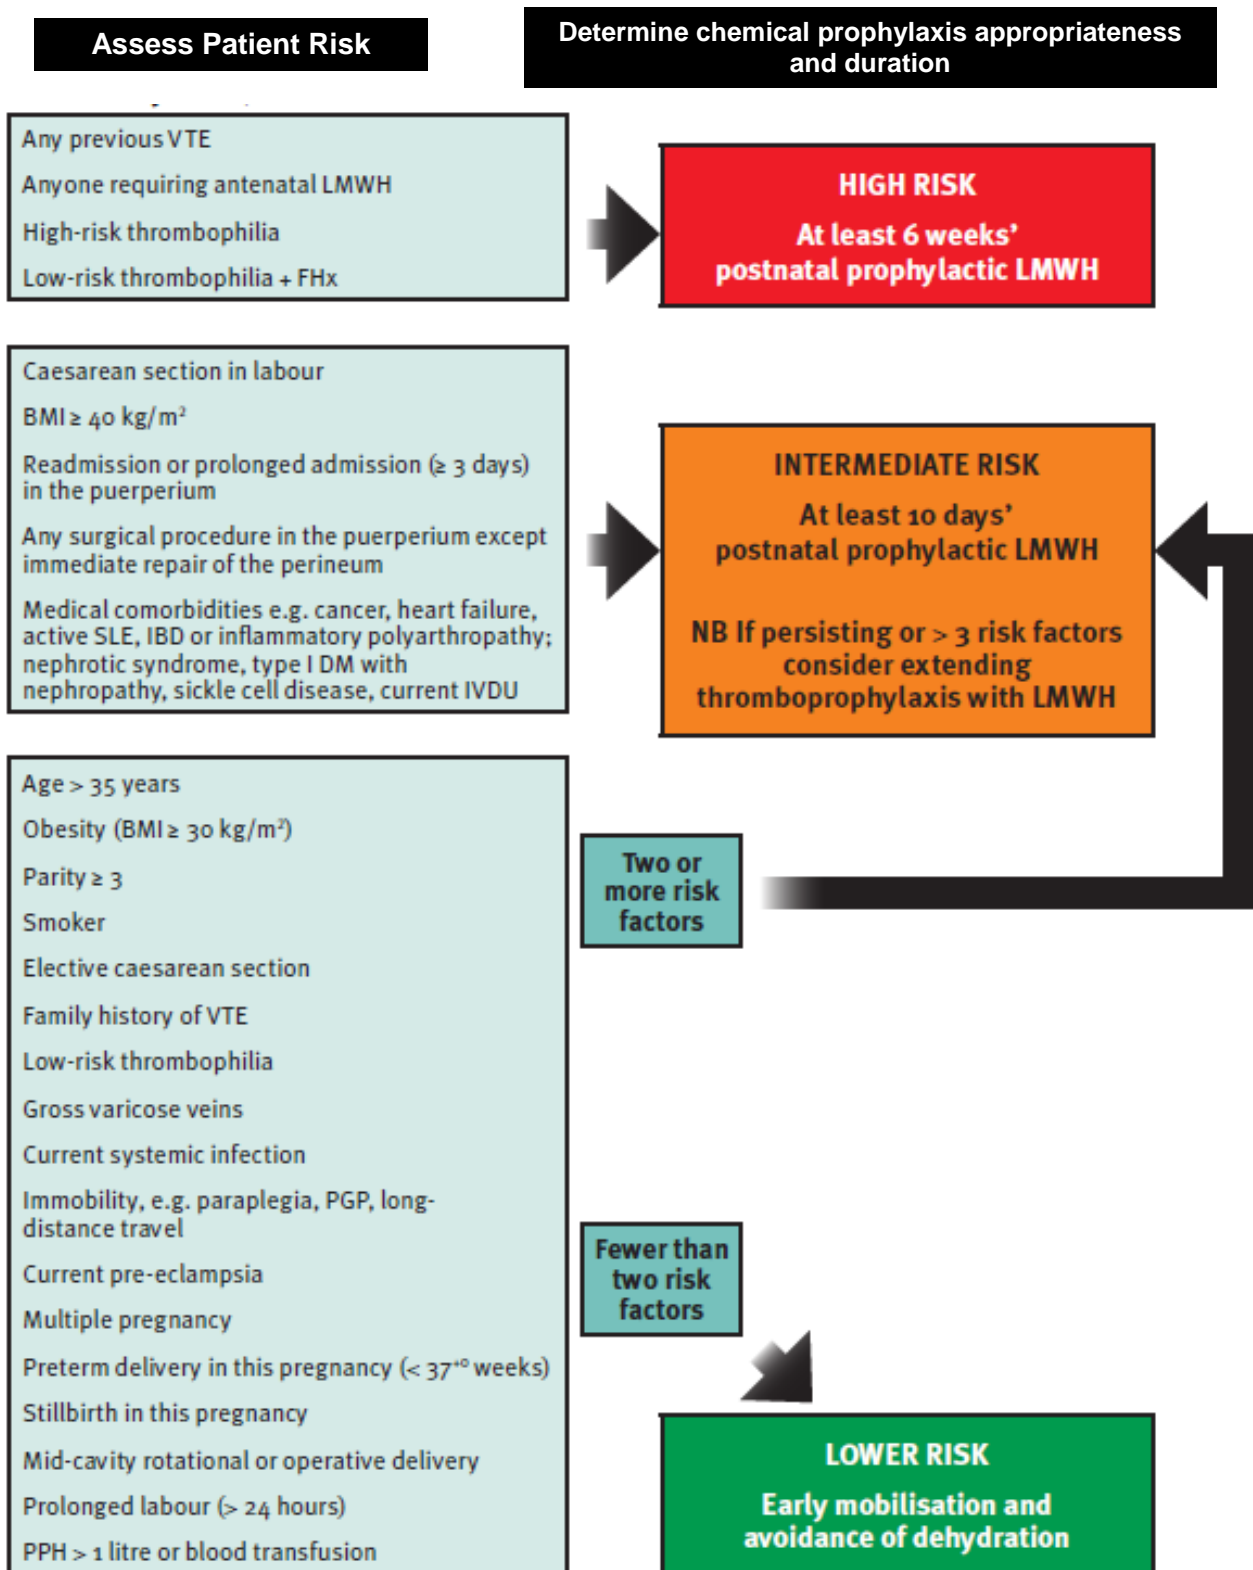 Assess Patient Risk
Determine chemical prophylaxis appropriateness
and duration
Any previous VTE
Anyone requiring antenatal LMWH
High-risk thrombophilia
Low-risk thrombophilia + FHx
HIGH RISK
At least 6 weeks’
postnatal prophylactic LMWH
Caesarean section in labour
BMI ≥ 40 kg/m²
Readmission or prolonged admission (≥ 3 days)
in the puerperium
Any surgical procedure in the puerperium except
immediate repair of the perineum
Medical comorbidities e.g. cancer, heart failure,
active SLE, IBD or inflammatory polyarthropathy;
nephrotic syndrome, type I DM with
nephropathy, sickle cell disease, current IVDU
INTERMEDIATE RISK
At least 10 days’
postnatal prophylactic LMWH
NB If persisting or > 3 risk factors
consider extending
thromboprophylaxis with LMWH
Age > 35 years
Obesity (BMI ≥ 30 kg/m²)
Parity ≥ 3
Smoker
Elective caesarean section
Family history of VTE
Low-risk thrombophilia
Gross varicose veins
Current systemic infection
Immobility, e.g. paraplegia, PGP, long-
distance travel
Current pre-eclampsia
Multiple pregnancy
Preterm delivery in this pregnancy (< 37⁺⁰ weeks)
Stillbirth in this pregnancy
Mid-cavity rotational or operative delivery
Prolonged labour (> 24 hours)
PPH > 1 litre or blood transfusion
Two or
more risk
factors
Fewer than
two risk
factors
LOWER RISK
Early mobilisation and
avoidance of dehydration